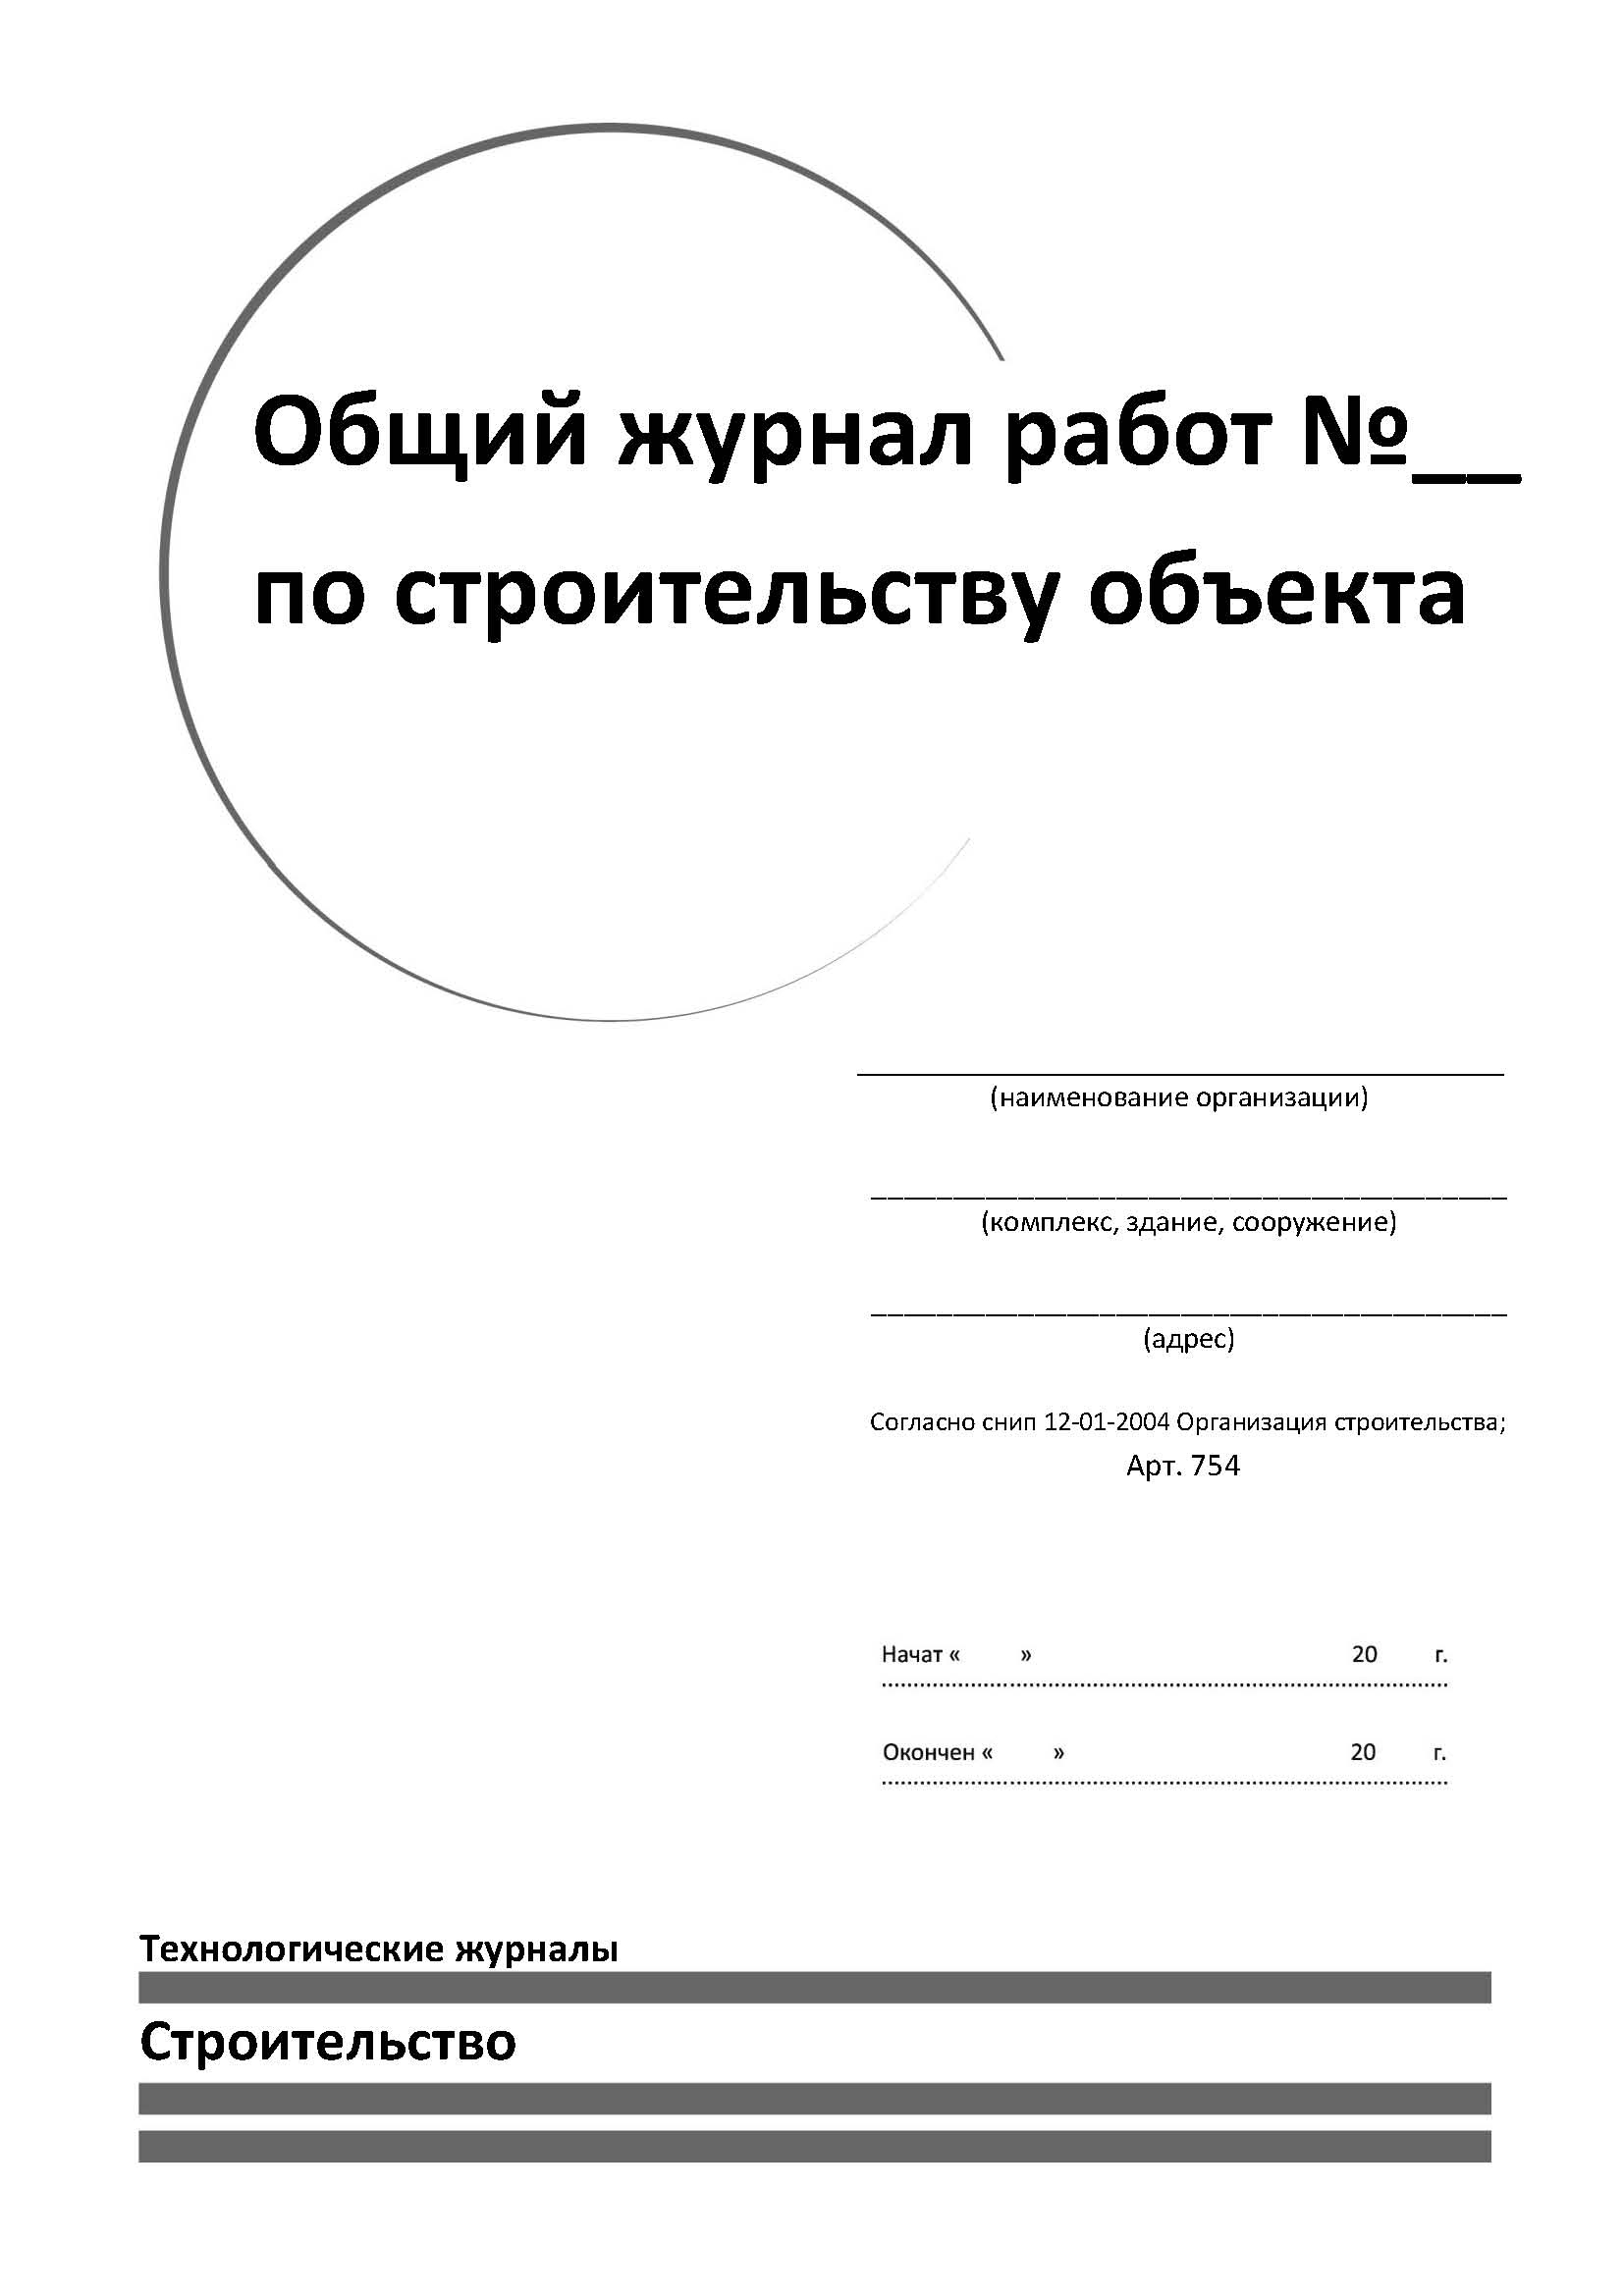 Общий журнал работ №__
по строительству объекта
(наименование организации)
(комплекс, здание, сооружение)
(адрес)
Согласно снип 12-01-2004 Организация строительства;
Арт. 754
Начат « » 20 г.
Окончен « » 20 г.
Технологические журналы
Строительство